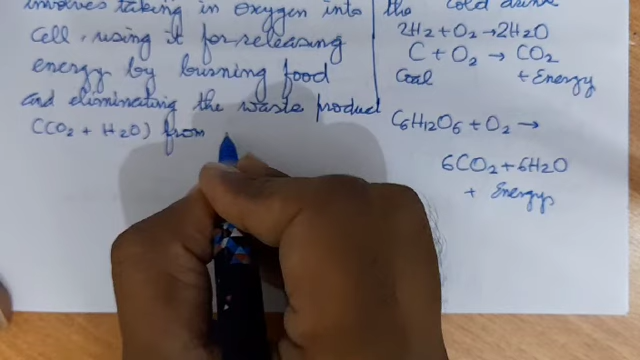 involves taking in oxygen into
cell, using it for releasing
energy by burning food
and eliminating the waste product
(CO2 + H2O) from
the cold drink
2H2 + O2 → 2H2O
C + O2 → CO2
Coal + Energy
C6H12O6 + O2 →
6CO2 + 6H2O
+ Energy